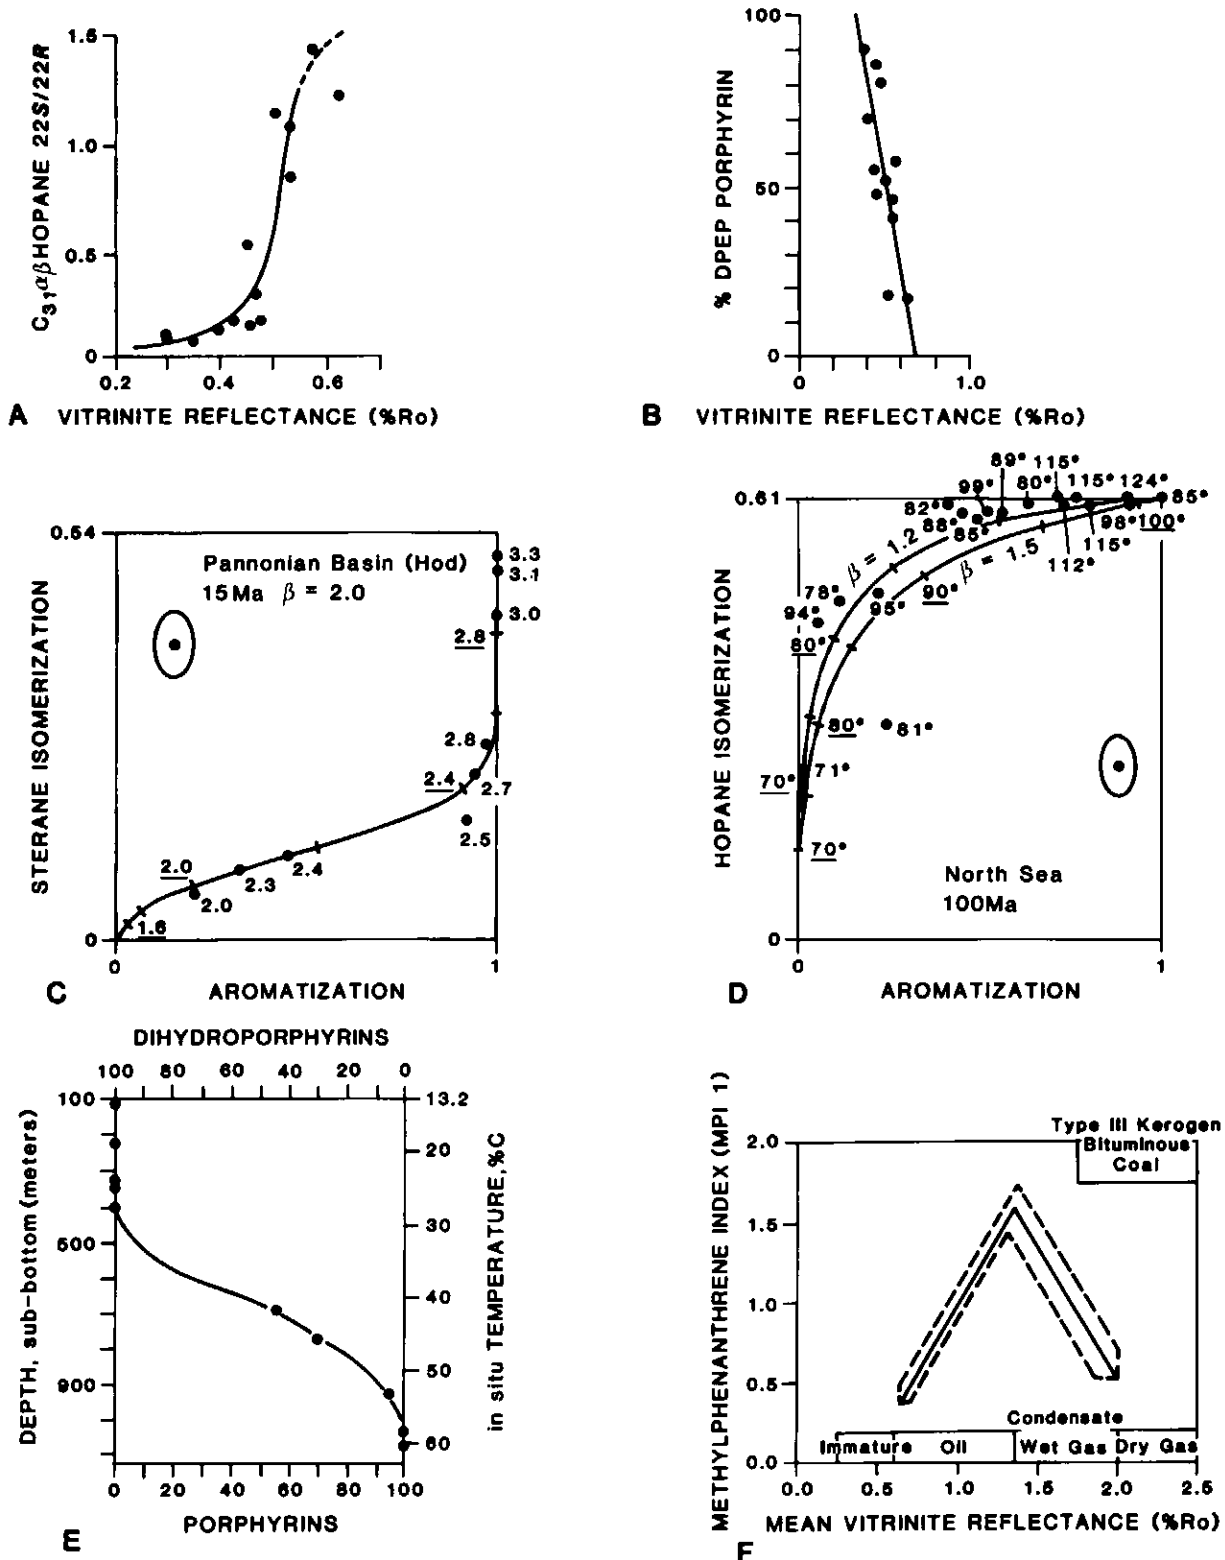 1.5
1.0
0.5
0
0.2
0.4
0.6
C31αβHOPANE 22S/22R
A VITRINITE REFLECTANCE (%Ro)
100
50
0
0
1.0
% DPEP PORPHYRIN
B VITRINITE REFLECTANCE (%Ro)
0.54
Pannonian Basin (Hod)
15Ma β = 2.0
3.3
3.1
3.0
2.8
2.8
2.4
2.7
2.5
2.4
2.3
2.0
2.0
1.6
0
0
1
STERANE ISOMERIZATION
C AROMATIZATION
89° 115°
99° 80° 115° 124°
0.61
82° 85°
88° 85° 98° 100°
β = 1.2
β = 1.5 112° 115°
78°
94° 95° 90°
80°
80° 81°
70° 71°
70°
North Sea
100Ma
0
0
1
HOPANE ISOMERIZATION
D AROMATIZATION
DIHYDROPORPHYRINS
100 80 60 40 20 0
100
500
900
13.2
20
30
40
50
60
DEPTH, sub-bottom (meters)
in situ TEMPERATURE,%C
0 20 40 60 80 100
PORPHYRINS
E
Type III Kerogen
Bituminous
Coal
2.0
1.5
1.0
0.5
0.0
Condensate
Immature Oil Wet Gas Dry Gas
0.0 0.5 1.0 1.5 2.0 2.5
METHYLPHENANTHRENE INDEX (MPI 1)
MEAN VITRINITE REFLECTANCE (%Ro)
F